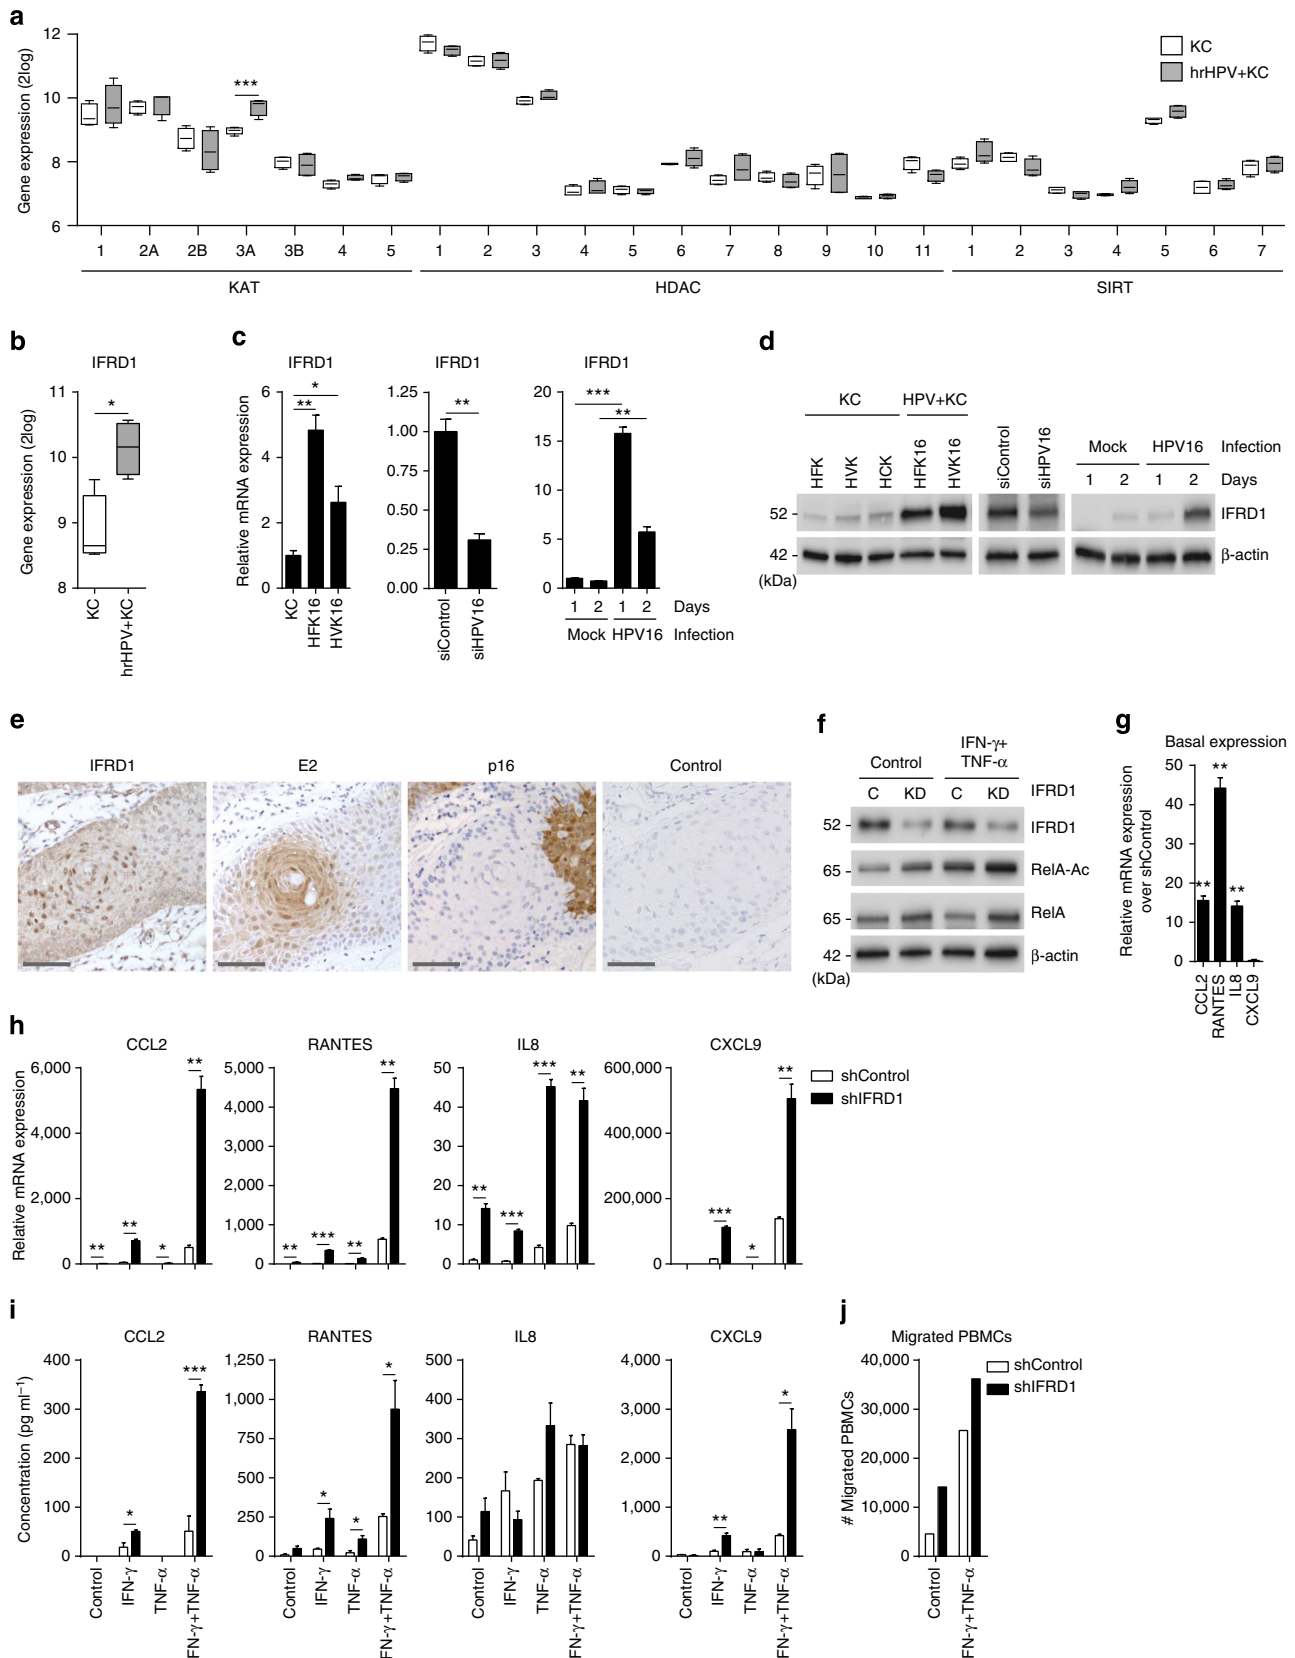 a
Gene expression (2log)
12
10
8
6
***
KC
hrHPV+KC
1 2A 2B 3A 3B 4 5 1 2 3 4 5 6 7 8 9 10 11 1 2 3 4 5 6 7
KAT HDAC SIRT
b
IFRD1
Gene expression (2log)
11
10
9
8
*
KC
hrHPV+KC
c
IFRD1
Relative mRNA expression
6
4
2
0
*
**
KC
HFK16
HVK16
IFRD1
1.25
1.00
0.75
0.50
0.25
0.00
**
siControl
siHPV16
IFRD1
20
15
10
5
0
***
**
1 2 1 2 Days
Mock HPV16 Infection
d
KC HPV+KC
HFK
HVK
HCK
HFK16
HVK16
siControl
siHPV16
Mock HPV16 Infection
1 2 1 2 Days
52 IFRD1
42 β-actin
(kDa)
e
IFRD1 E2 p16 Control
f
IFN-γ+
TNF-α
Control
C KD C KD IFRD1
52 IFRD1
65 RelA-Ac
65 RelA
42 β-actin
(kDa)
g
Basal expression
Relative mRNA expression
over shControl
50
40
30
20
10
0
**
**
**
CCL2
RANTES
IL8
CXCL9
h
Relative mRNA expression
CCL2
6,000
4,000
2,000
0
** ** * **
RANTES
5,000
4,000
3,000
2,000
1,000
0
** *** ** **
IL8
50
40
30
20
10
0
** *** *** **
CXCL9
600,000
400,000
200,000
0
*** * **
shControl
shIFRD1
i
Concentration (pg ml⁻¹)
CCL2
400
300
200
100
0
* ***
Control
IFN-γ
TNF-α
FN-γ+TNF-α
RANTES
1,250
1,000
750
500
250
0
* * *
Control
IFN-γ
TNF-α
FN-γ+TNF-α
IL8
500
400
300
200
100
0
Control
IFN-γ
TNF-α
FN-γ+TNF-α
CXCL9
4,000
3,000
2,000
1,000
0
** *
Control
IFN-γ
TNF-α
FN-γ+TNF-α
j
Migrated PBMCs
# Migrated PBMCs
40,000
30,000
20,000
10,000
0
shControl
shIFRD1
Control
FN-γ+TNF-α